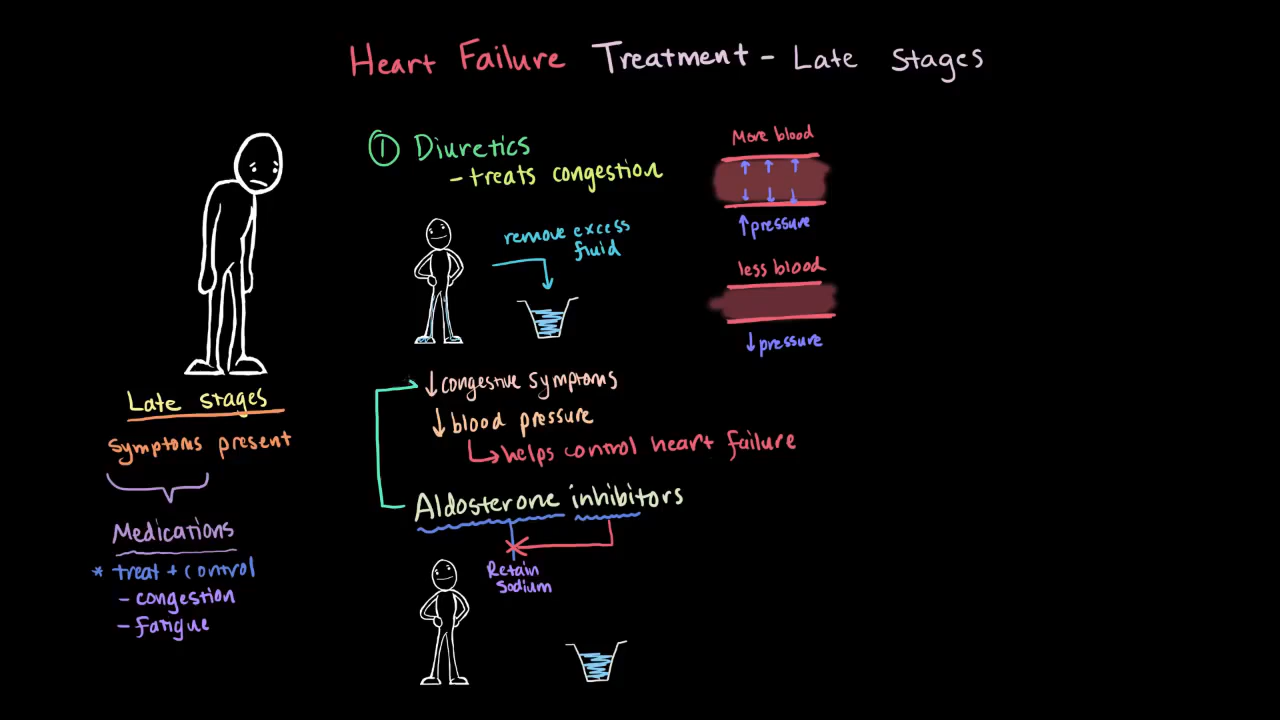 Heart Failure Treatment - Late Stages
① Diuretics
- treats congestion
remove excess
fluid
More blood
↑ pressure
less blood
↓ pressure
↓ congestive symptoms
↓ blood pressure
↳ helps control heart failure
Aldosterone inhibitors
Retain
Sodium
Late stages
Symptoms present
Medications
* treat + control
- congestion
- fatigue